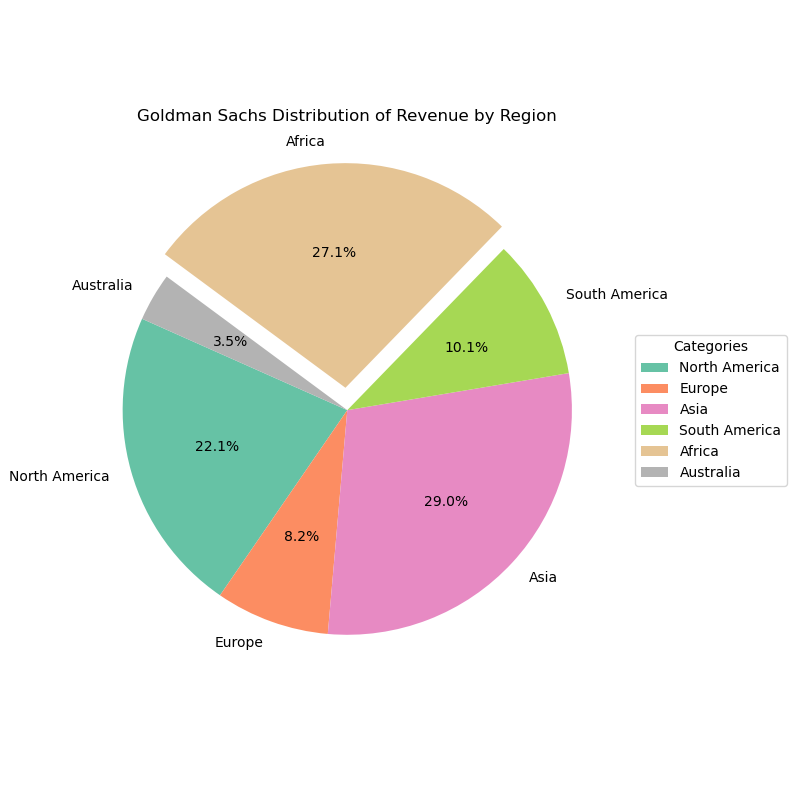 Goldman Sachs Distribution of Revenue by Region
Africa
27.1%
Australia
3.5%
South America
10.1%
North America
22.1%
Asia
29.0%
Europe
8.2%
Categories
North America
Europe
Asia
South America
Africa
Australia